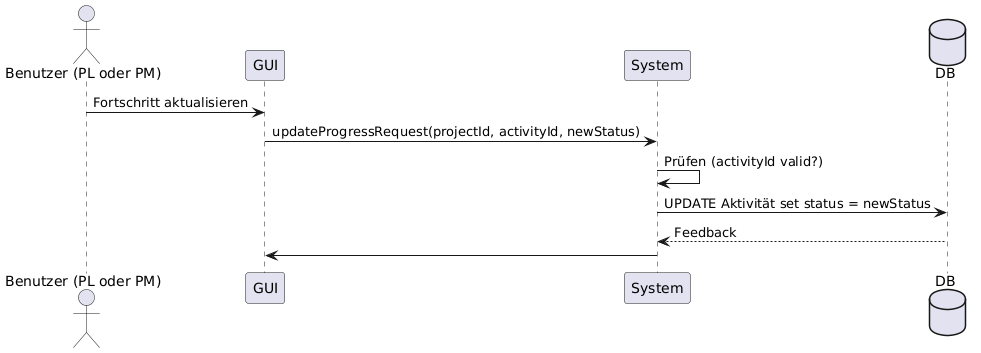 Benutzer (PL oder PM)
GUI
System
DB
Fortschritt aktualisieren
updateProgressRequest(projectId, activityId, newStatus)
Prüfen (activityId valid?)
UPDATE Aktivität set status = newStatus
Feedback
Benutzer (PL oder PM)
GUI
System
DB